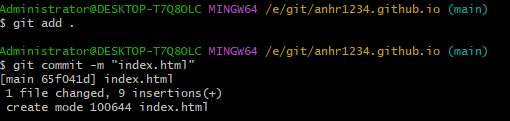 Administrator@DESKTOP-T7Q8OLC MINGW64 /e/git/anhr1234.github.io (main)
$ git add .
Administrator@DESKTOP-T7Q8OLC MINGW64 /e/git/anhr1234.github.io (main)
$ git commit -m "index.html"
[main 65f041d] index.html
 1 file changed, 9 insertions(+)
 create mode 100644 index.html